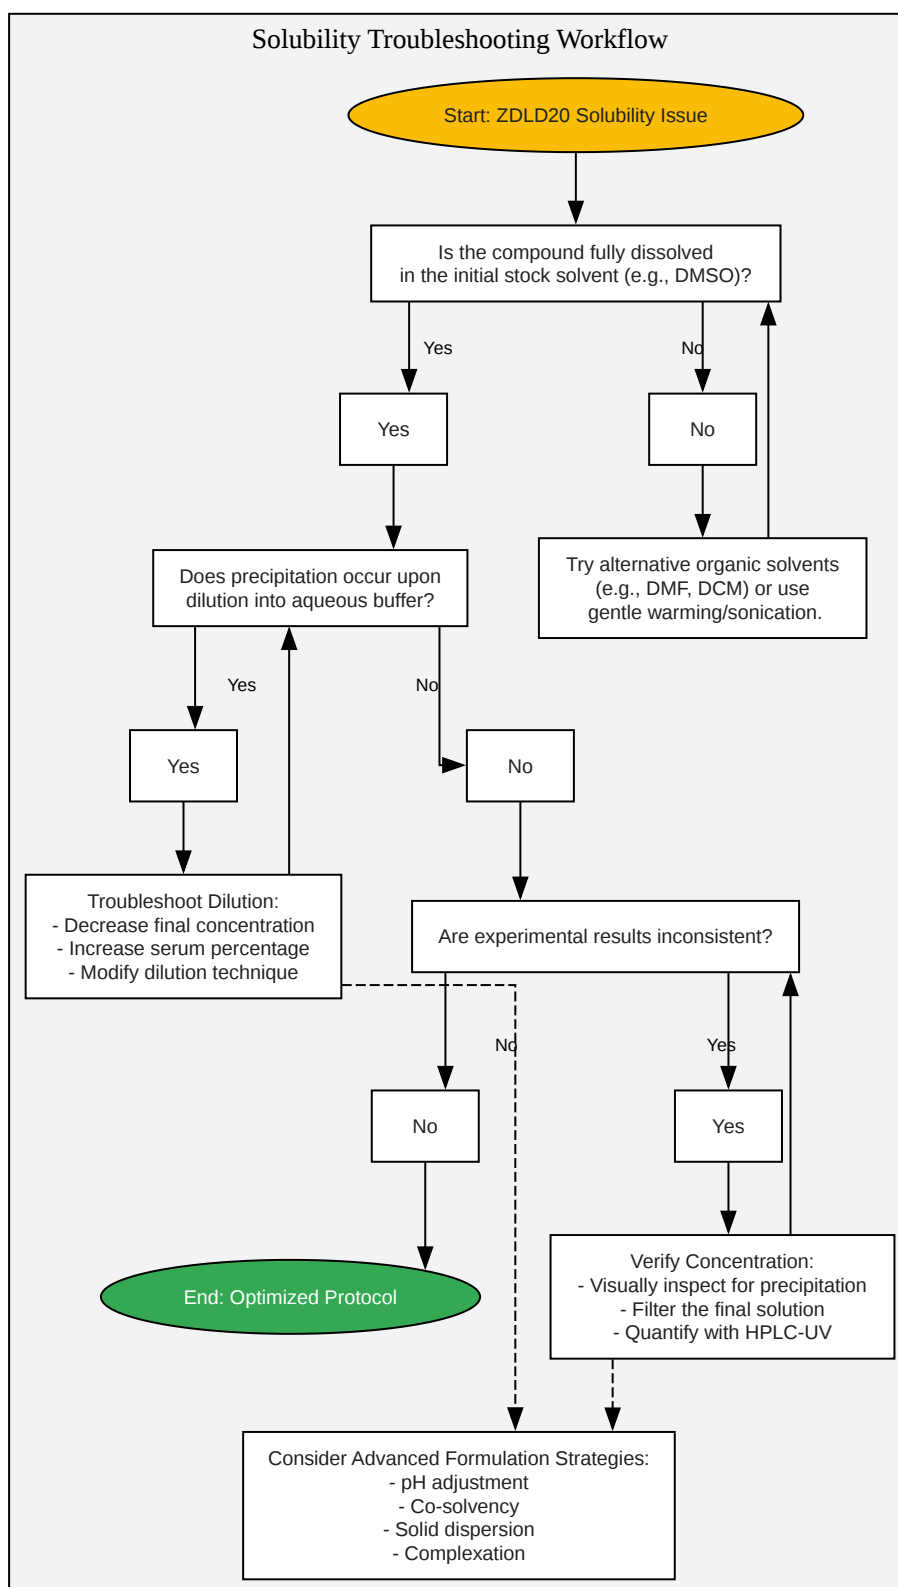 Solubility Troubleshooting Workflow
Start: ZDLD20 Solubility Issue
Is the compound fully dissolved
in the initial stock solvent (e.g., DMSO)?
Yes
No
Yes
No
Try alternative organic solvents
(e.g., DMF, DCM) or use
gentle warming/sonication.
Does precipitation occur upon
dilution into aqueous buffer?
Yes
No
Yes
No
Troubleshoot Dilution:
- Decrease final concentration
- Increase serum percentage
- Modify dilution technique
Are experimental results inconsistent?
No
Yes
No
Yes
Verify Concentration:
- Visually inspect for precipitation
- Filter the final solution
- Quantify with HPLC-UV
End: Optimized Protocol
Consider Advanced Formulation Strategies:
- pH adjustment
- Co-solvency
- Solid dispersion
- Complexation